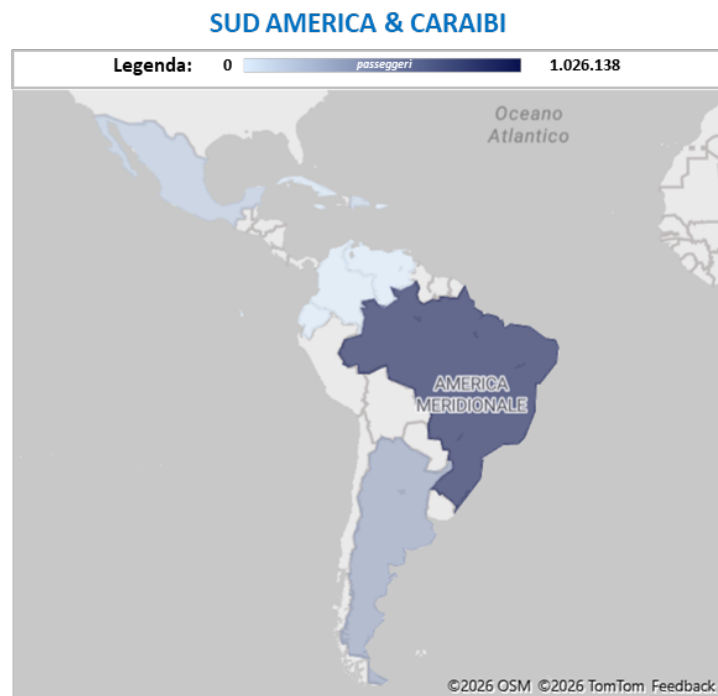 SUD AMERICA & CARAIBI
Legenda: 0 passeggeri 1.026.138
Oceano
Atlantico
AMERICA
MERIDIONALE
©2026 OSM ©2026 TomTom Feedback